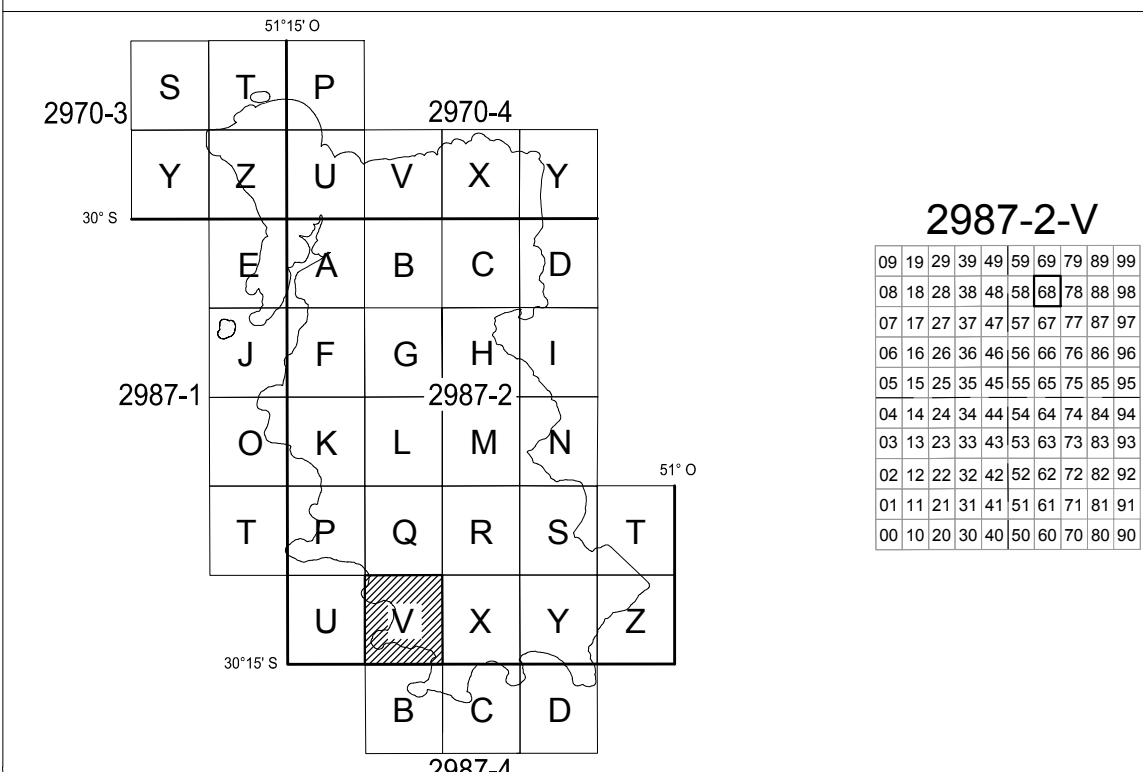 51°15' O
S T P
2970-3 2970-4
Y Z U V X Y
30° S
E A B C D
J F G H I
2987-1 2987-2
O K L M N
51° O
T P Q R S T
U V X Y Z
30°15' S
B C D
2987-4
2987-2-V
09 19 29 39 49 59 69 79 89 99
08 18 28 38 48 58 68 78 88 98
07 17 27 37 47 57 67 77 87 97
06 16 26 36 46 56 66 76 86 96
05 15 25 35 45 55 65 75 85 95
04 14 24 34 44 54 64 74 84 94
03 13 23 33 43 53 63 73 83 93
02 12 22 32 42 52 62 72 82 92
01 11 21 31 41 51 61 71 81 91
00 10 20 30 40 50 60 70 80 90